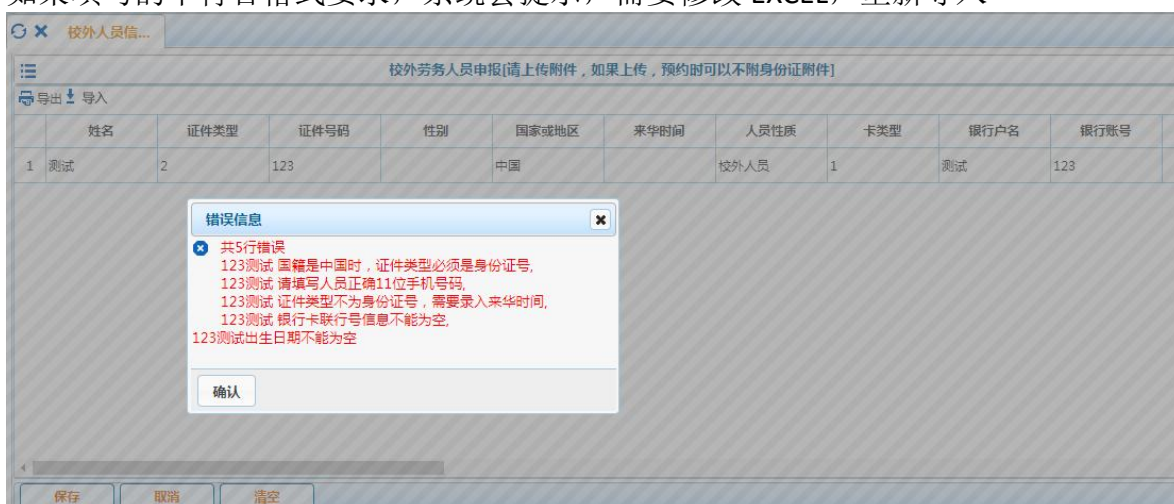 如果填写的不符合格式要求，系统会提示，需要修改 EXCEL，重新导入
校外人员信...
校外劳务人员申报[请上传附件，如果上传，预约时可以不附身份证附件]
导出 导入
姓名 证件类型 证件号码 性别 国家或地区 来华时间 人员性质 卡类型 银行户名 银行账号
1 测试 2 123 中国 校外人员 1 测试 123
错误信息
共5行错误
123测试 国籍是中国时，证件类型必须是身份证号,
123测试 请填写人员正确11位手机号码,
123测试 证件类型不为身份证号，需要录入来华时间,
123测试 银行卡联行号信息不能为空,
123测试出生日期不能为空
确认
保存 取消 清空